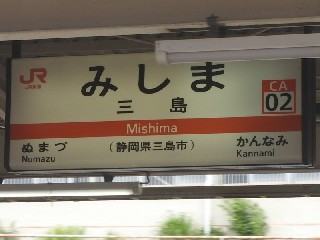 JR
JR東海
みしま
三島
CA
02
Mishima
ぬまづ
Numazu
(静岡県三島市)
かんなみ
Kannami